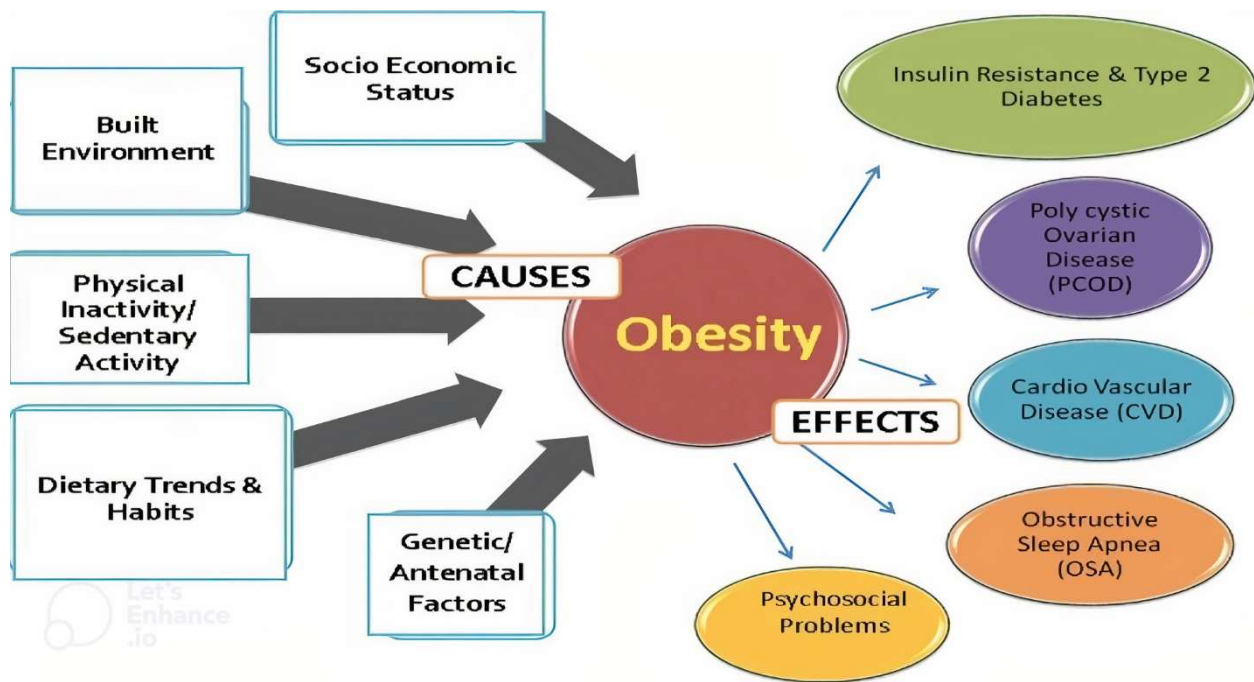 Socio Economic
Status
Built
Environment
Physical
Inactivity/
Sedentary
Activity
Dietary Trends &
Habits
Genetic/
Antenatal
Factors
CAUSES
Obesity
EFFECTS
Insulin Resistance & Type 2
Diabetes
Poly cystic
Ovarian
Disease
(PCOD)
Cardio Vascular
Disease (CVD)
Obstructive
Sleep Apnea
(OSA)
Psychosocial
Problems
Let's
Enhance
.io